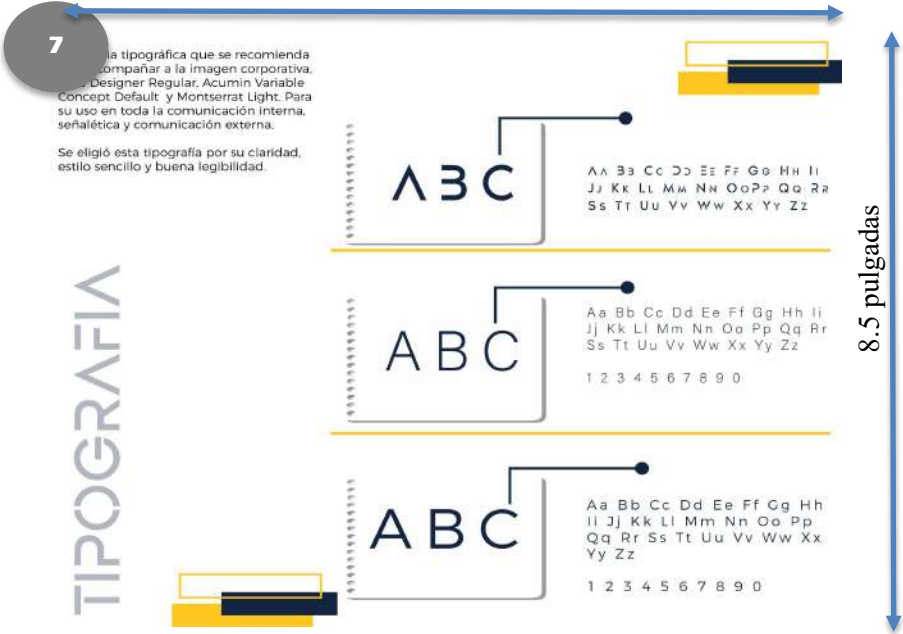 7
ia tipográfica que se recomienda
ompañar a la imagen corporativa,
Designer Regular, Acumin Variable
Concept Default y Montserrat Light. Para
su uso en toda la comunicación interna,
señalética y comunicación externa.
Se eligió esta tipografía por su claridad,
estilo sencillo y buena legibilidad.
TIPOGRAFIA
ABC
Aa Bb Cc Dd Ee Ff Gg Hh Ii
Jj Kk Ll Mm Nn OoPp Qq Rr
Ss Tt Uu Vv Ww Xx Yy Zz
ABC
Aa Bb Cc Dd Ee Ff Gg Hh Ii
Jj Kk Ll Mm Nn Oo Pp Qq Rr
Ss Tt Uu Vv Ww Xx Yy Zz
1 2 3 4 5 6 7 8 9 0
ABC
Aa Bb Cc Dd Ee Ff Gg Hh
Ii Jj Kk Ll Mm Nn Oo Pp
Qq Rr Ss Tt Uu Vv Ww Xx
Yy Zz
1 2 3 4 5 6 7 8 9 0
8.5 pulgadas